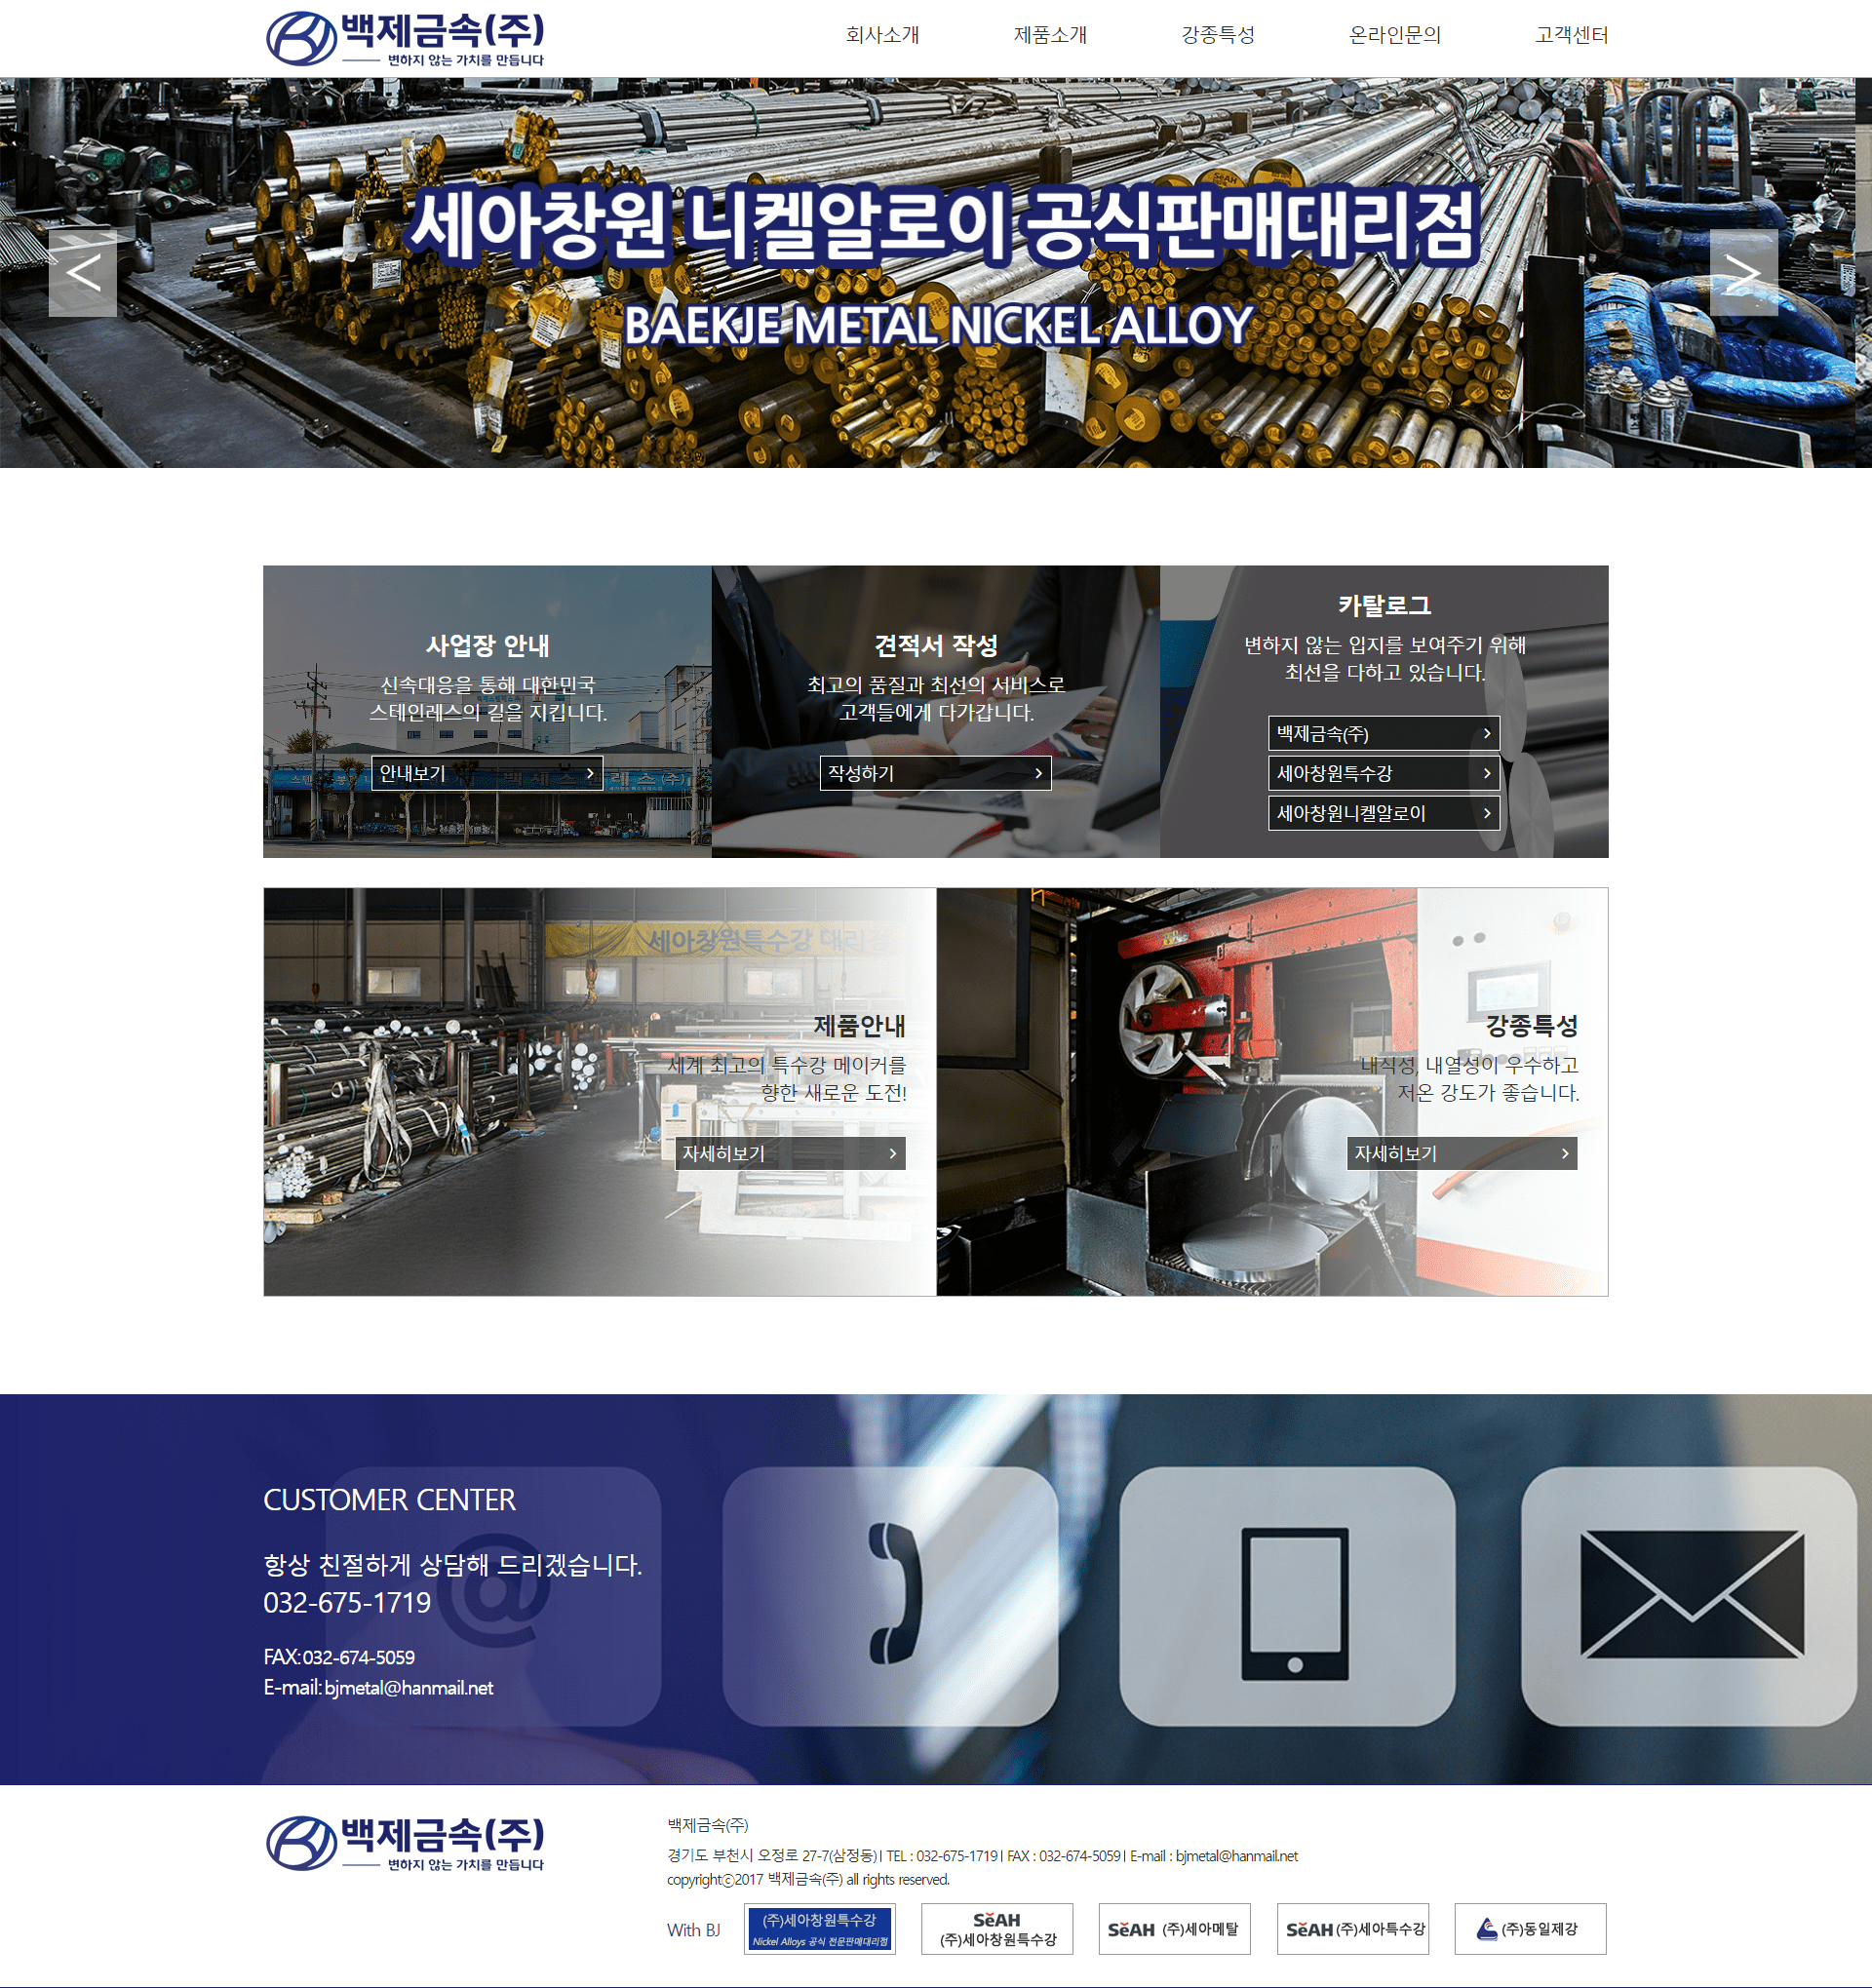 백제금속(주)
변하지 않는 가치를 만듭니다
회사소개
제품소개
강종특성
온라인문의
고객센터
세아창원 니켈알로이 공식판매대리점
BAEKJE METAL NICKEL ALLOY
<
>
사업장 안내
신속대응을 통해 대한민국
스테인레스의 길을 지킵니다.
안내보기
견적서 작성
최고의 품질과 최선의 서비스로
고객들에게 다가갑니다.
작성하기
카탈로그
변하지 않는 입지를 보여주기 위해
최선을 다하고 있습니다.
백제금속(주)
세아창원특수강
세아창원니켈알로이
세아창원특수강 대리점
제품안내
세계 최고의 특수강 메이커를
향한 새로운 도전!
자세히보기
강종특성
내식성, 내열성이 우수하고
저온 강도가 좋습니다.
자세히보기
CUSTOMER CENTER
항상 친절하게 상담해 드리겠습니다.
032-675-1719
FAX:032-674-5059
E-mail:bjmetal@hanmail.net
백제금속(주)
변하지 않는 가치를 만듭니다
백제금속(주)
경기도 부천시 오정로 27-7(삼정동) | TEL : 032-675-1719 | FAX : 032-674-5059 | E-mail : bjmetal@hanmail.net
copyrightⓒ2017 백제금속(주) all rights reserved.
With BJ
(주)세아창원특수강
Nickel Alloys 공식 전문판매대리점
SeAH
(주)세아창원특수강
SeAH (주)세아메탈
SeAH (주)세아특수강
(주)동일제강